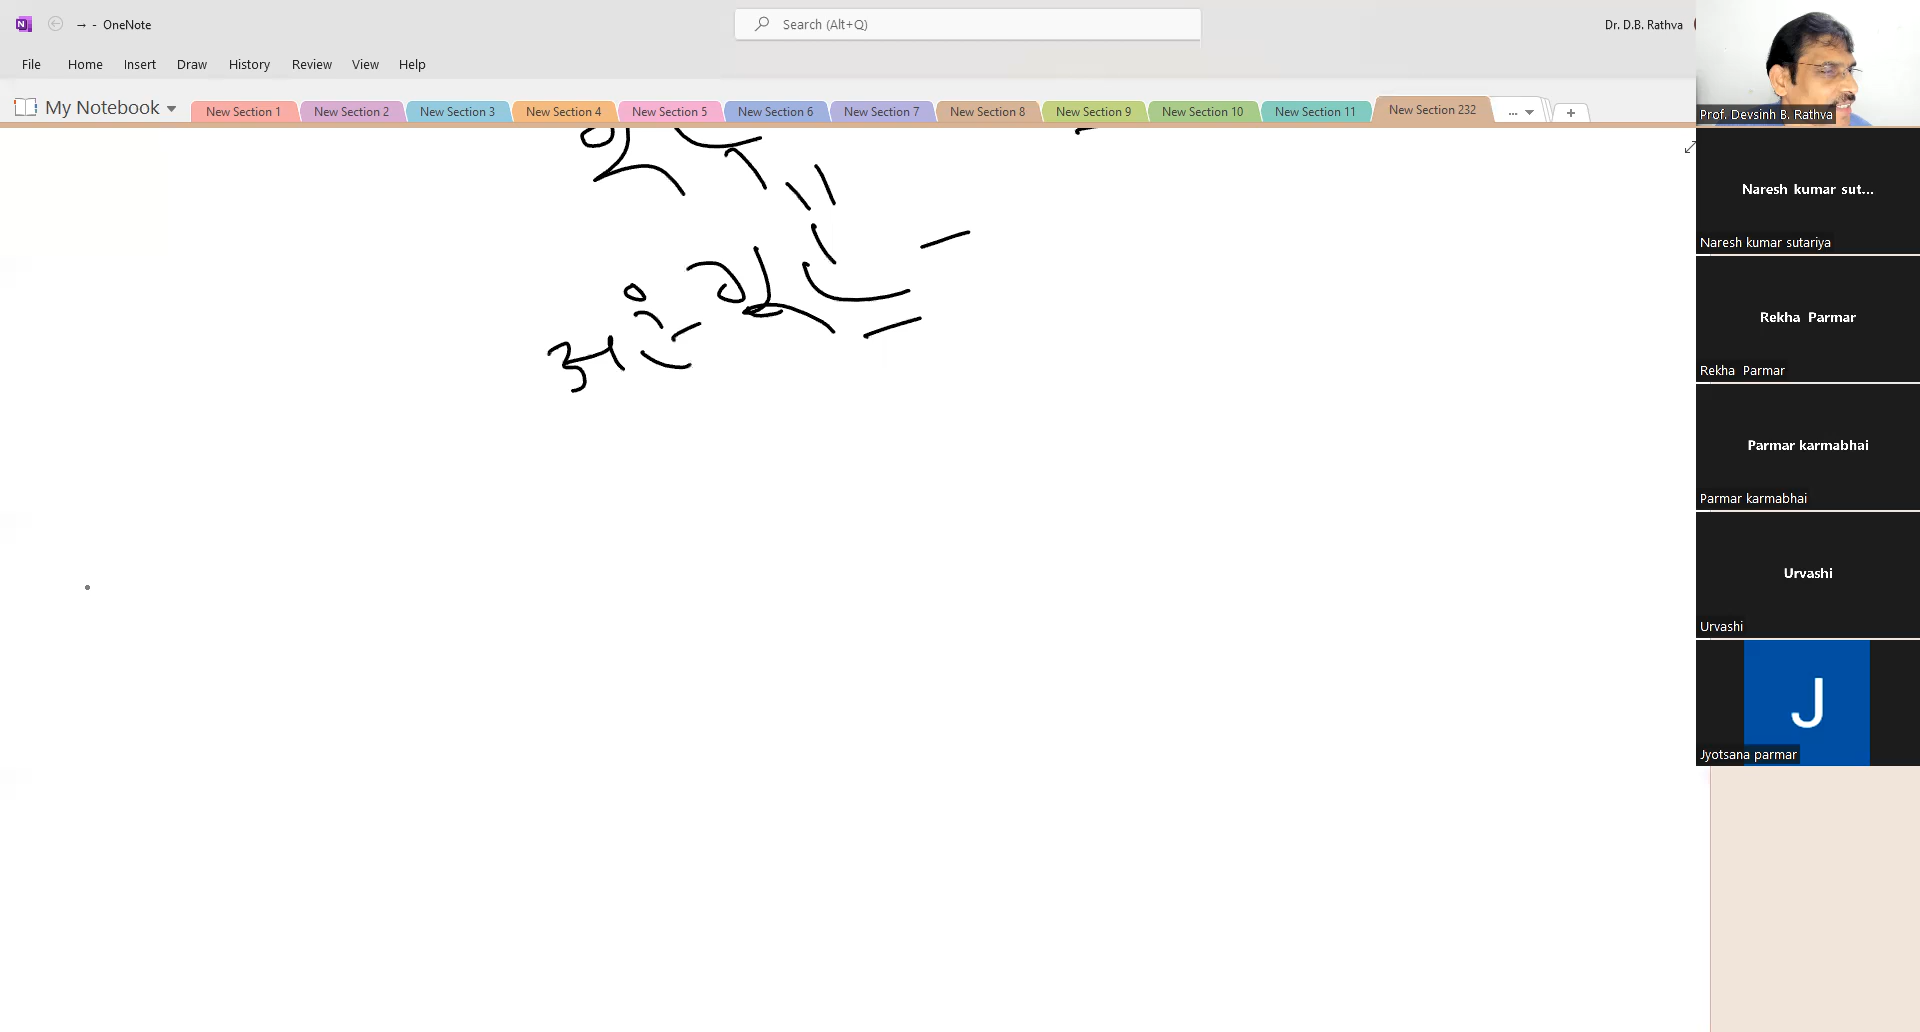 → - OneNote
Search (Alt+Q)
Dr. D.B. Rathva
File Home Insert Draw History Review View Help
My Notebook
New Section 1 New Section 2 New Section 3 New Section 4 New Section 5 New Section 6 New Section 7 New Section 8 New Section 9 New Section 10 New Section 11 New Section 232 ...
Prof. Devsinh B. Rathva
Naresh kumar sut...
Naresh kumar sutariya
Rekha Parmar
Rekha Parmar
Parmar karmabhai
Parmar karmabhai
Urvashi
Urvashi
J
Jyotsana parmar